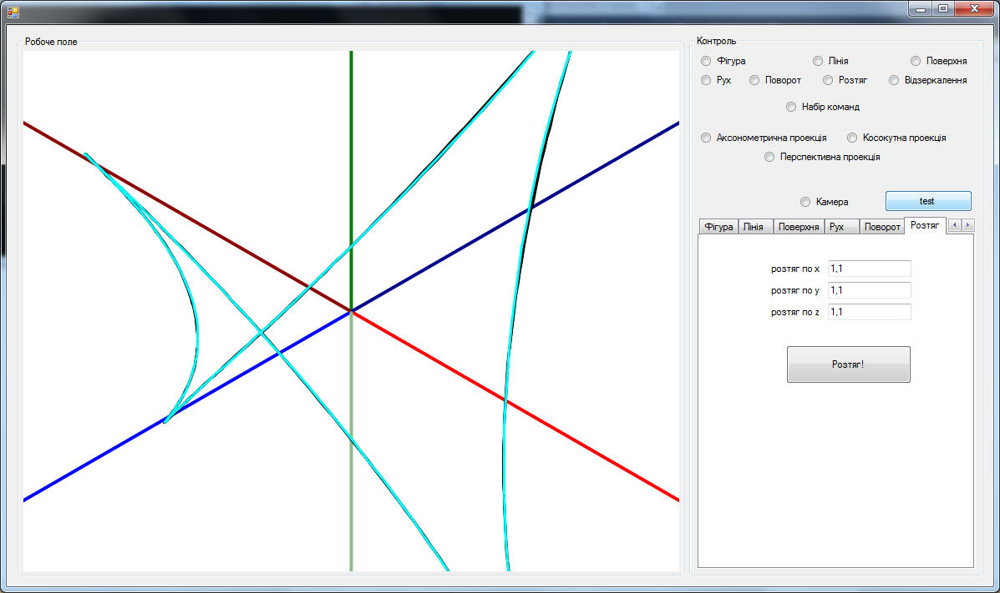 Робоче поле
Контроль
Фігура Лінія Поверхня
Рух Поворот Розтяг Відзеркалення
Набір команд
Аксонометрична проекція Косокутна проекція
Перспективна проекція
Камера test
Фігура Лінія Поверхня Рух Поворот Розтяг
розтяг по x 1,1
розтяг по y 1,1
розтяг по z 1,1
Розтяг!